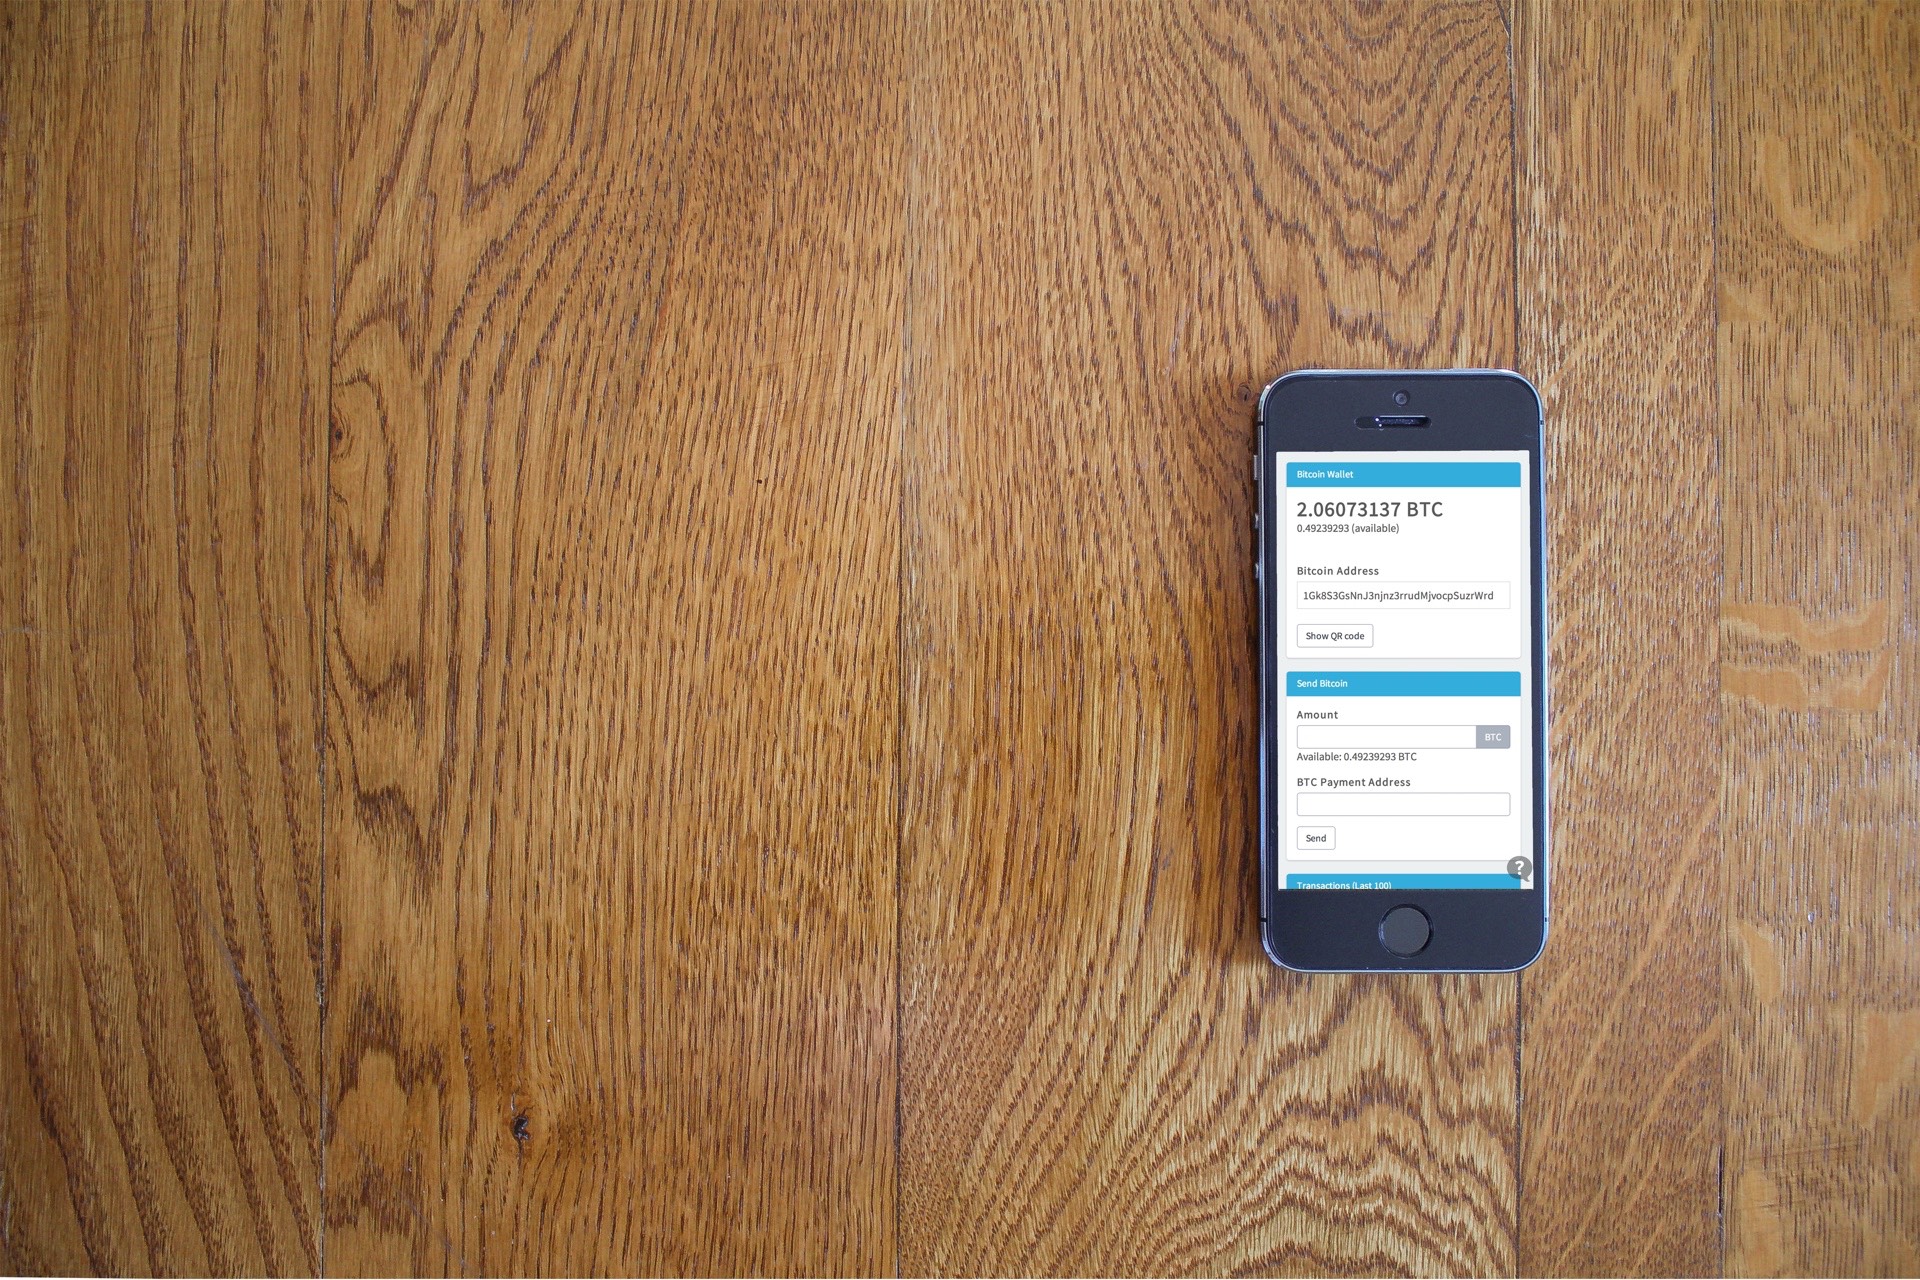 Bitcoin Wallet
2.06073137 BTC
0.49239293 (available)
Bitcoin Address
1Gk8S3GsNnJ3njnz3rrudMjvocpSuzrWrd
Show QR code
Send Bitcoin
Amount
BTC
Available: 0.49239293 BTC
BTC Payment Address
Send
?
Transactions (Last 100)